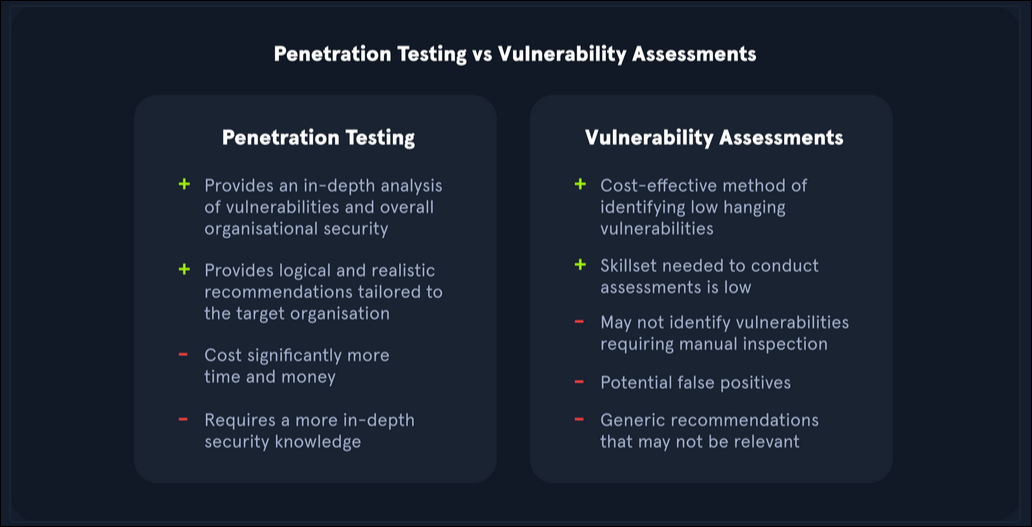 Penetration Testing vs Vulnerability Assessments
Penetration Testing
+ Provides an in-depth analysis
of vulnerabilities and overall
organisational security
+ Provides logical and realistic
recommendations tailored to
the target organisation
- Cost significantly more
time and money
- Requires a more in-depth
security knowledge
Vulnerability Assessments
+ Cost-effective method of
identifying low hanging
vulnerabilities
+ Skillset needed to conduct
assessments is low
- May not identify vulnerabilities
requiring manual inspection
- Potential false positives
- Generic recommendations
that may not be relevant